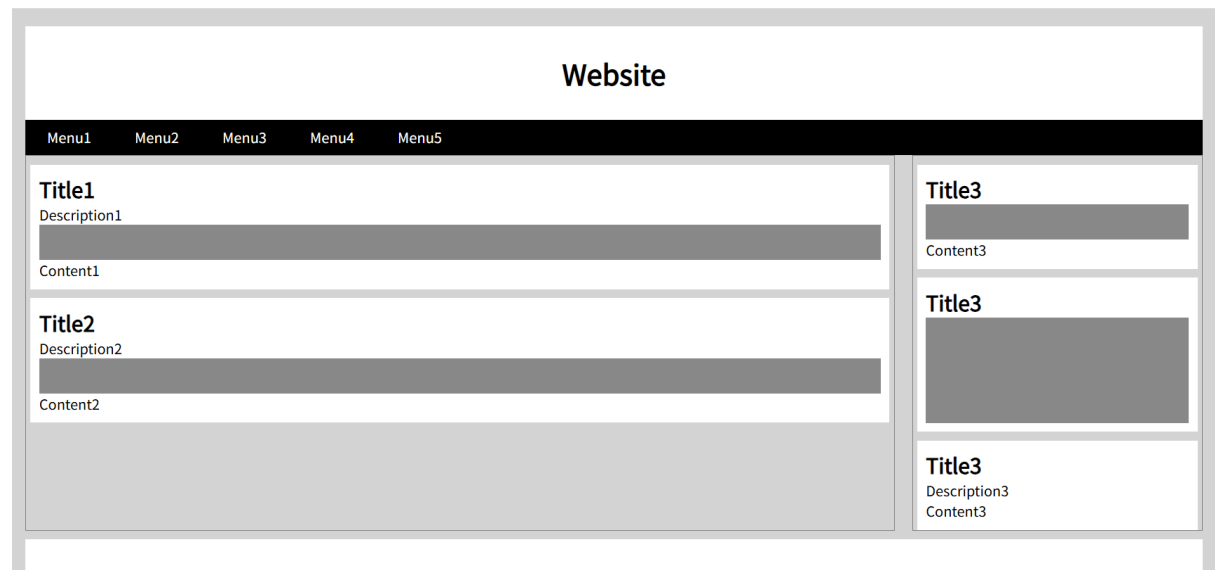 Website
Menu1 Menu2 Menu3 Menu4 Menu5
Title1
Description1
Content1
Title2
Description2
Content2
Title3
Content3
Title3
Title3
Description3
Content3